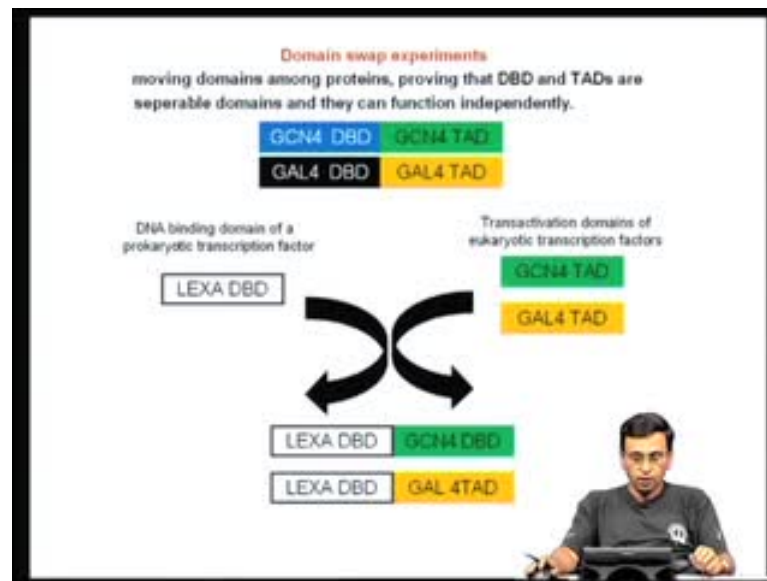 Domain swap experiments
moving domains among proteins, proving that DBD and TADs are
seperable domains and they can function independently.
GCN4 DBD GCN4 TAD
GAL4 DBD GAL4 TAD
DNA binding domain of a
prokaryotic transcription factor
LEXA DBD
Transactivation domains of
eukaryotic transcription factors
GCN4 TAD
GAL4 TAD
LEXA DBD GCN4 DBD
LEXA DBD GAL 4TAD